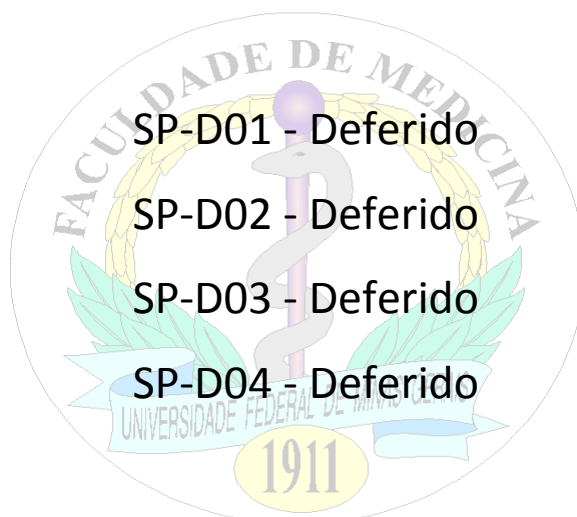 FACULDADE DE MEDICINA
SP-D01 - Deferido
SP-D02 - Deferido
SP-D03 - Deferido
SP-D04 - Deferido
UNIVERSIDADE FEDERAL DE MINAS GERAIS
1911